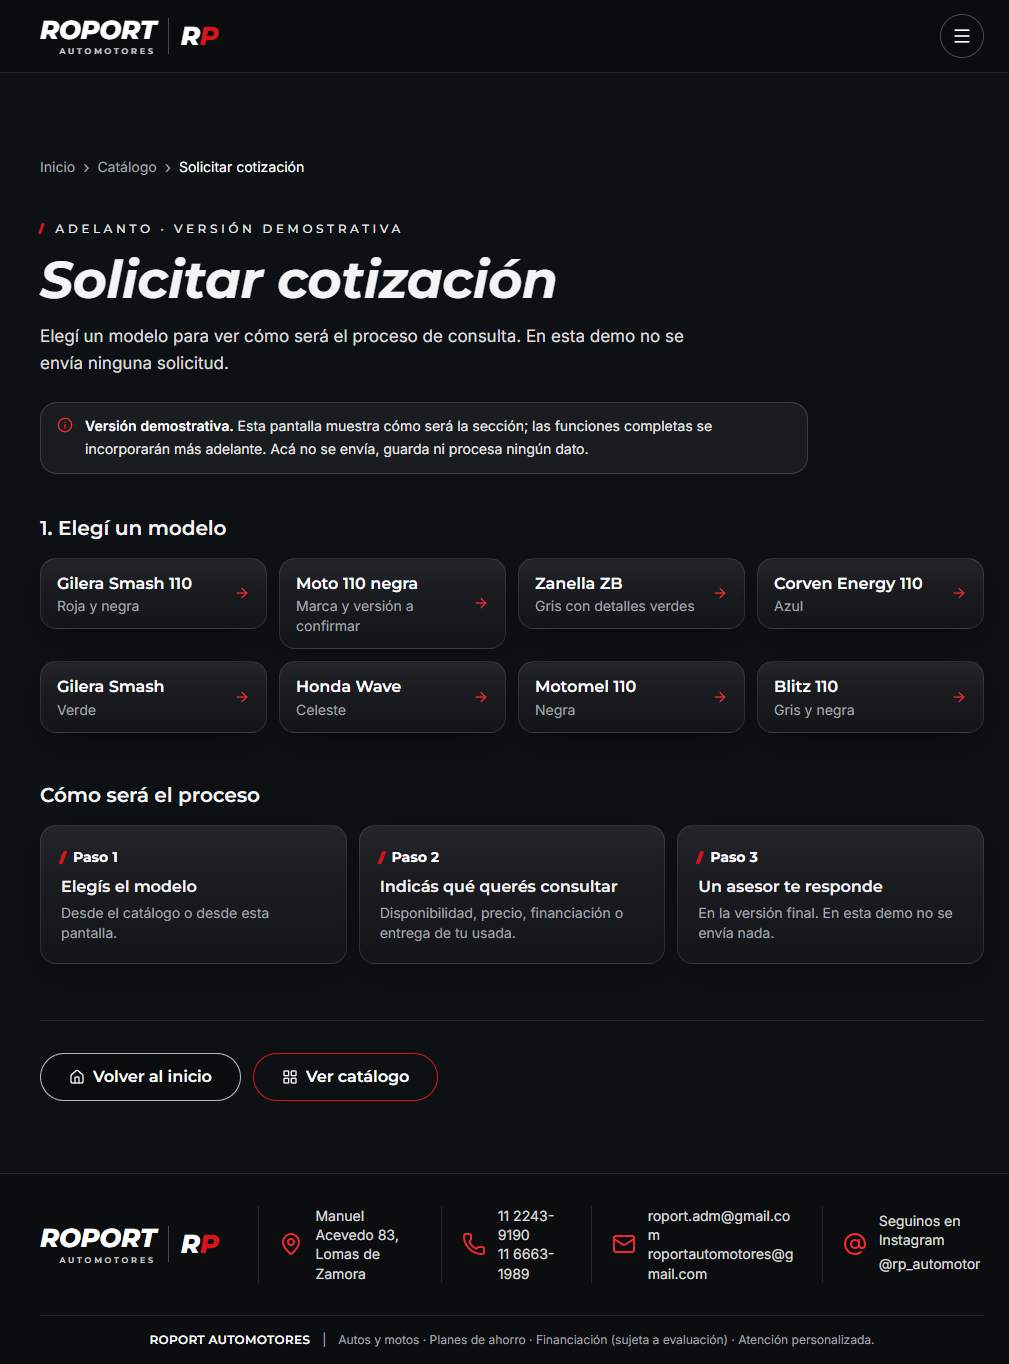 ROPORT
AUTOMOTORES
RP
Inicio › Catálogo › Solicitar cotización
ADELANTO · VERSIÓN DEMOSTRATIVA
Solicitar cotización
Elegí un modelo para ver cómo será el proceso de consulta. En esta demo no se
envía ninguna solicitud.
Versión demostrativa. Esta pantalla muestra cómo será la sección; las funciones completas se
incorporarán más adelante. Acá no se envía, guarda ni procesa ningún dato.
1. Elegí un modelo
Gilera Smash 110
Roja y negra
Moto 110 negra
Marca y versión a
confirmar
Zanella ZB
Gris con detalles verdes
Corven Energy 110
Azul
Gilera Smash
Verde
Honda Wave
Celeste
Motomel 110
Negra
Blitz 110
Gris y negra
Cómo será el proceso
Paso 1
Elegís el modelo
Desde el catálogo o desde esta
pantalla.
Paso 2
Indicás qué querés consultar
Disponibilidad, precio, financiación o
entrega de tu usada.
Paso 3
Un asesor te responde
En la versión final. En esta demo no se
envía nada.
Volver al inicio
Ver catálogo
ROPORT
AUTOMOTORES
RP
Manuel
Acevedo 83,
Lomas de
Zamora
11 2243-
9190
11 6663-
1989
roport.adm@gmail.co
m
roportautomotores@g
mail.com
Seguinos en
Instagram
@rp_automotor
ROPORT AUTOMOTORES | Autos y motos · Planes de ahorro · Financiación (sujeta a evaluación) · Atención personalizada.